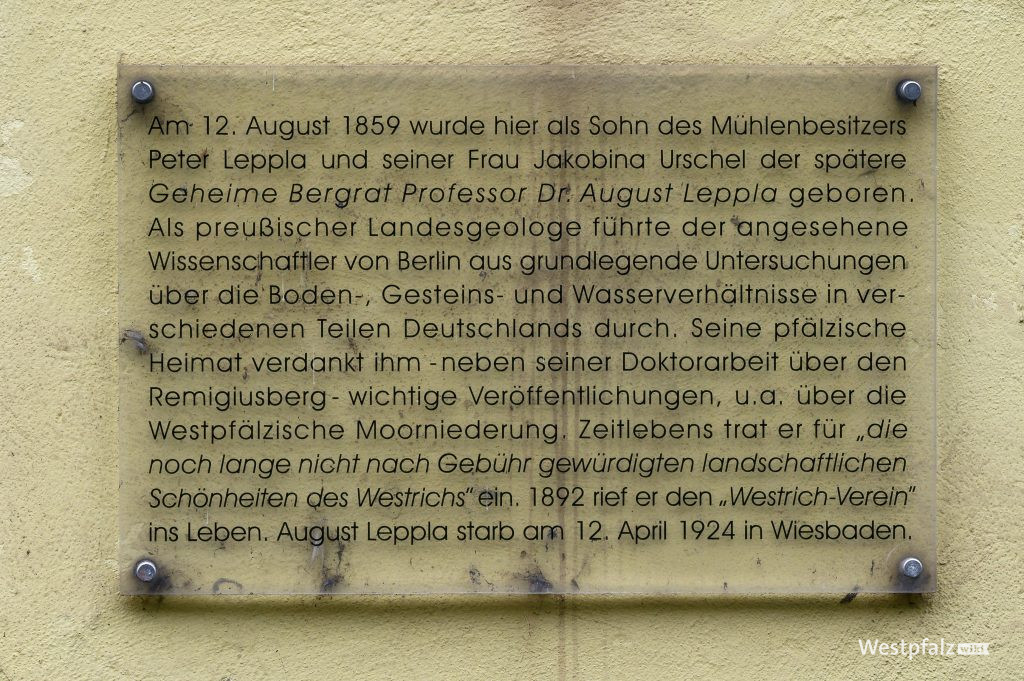 Am 12. August 1859 wurde hier als Sohn des Mühlenbesitzers
Peter Leppla und seiner Frau Jakobina Urschel der spätere
Geheime Bergrat Professor Dr. August Leppla geboren.
Als preußischer Landesgeologe führte der angesehene
Wissenschaftler von Berlin aus grundlegende Untersuchungen
über die Boden-, Gesteins- und Wasserverhältnisse in ver-
schiedenen Teilen Deutschlands durch. Seine pfälzische
Heimat verdankt ihm - neben seiner Doktorarbeit über den
Remigiusberg - wichtige Veröffentlichungen, u.a. über die
Westpfälzische Moorniederung. Zeitlebens trat er für „die
noch lange nicht nach Gebühr gewürdigten landschaftlichen
Schönheiten des Westrichs“ ein. 1892 rief er den „Westrich-Verein”
ins Leben. August Leppla starb am 12. April 1924 in Wiesbaden.
Westpfalz wiki